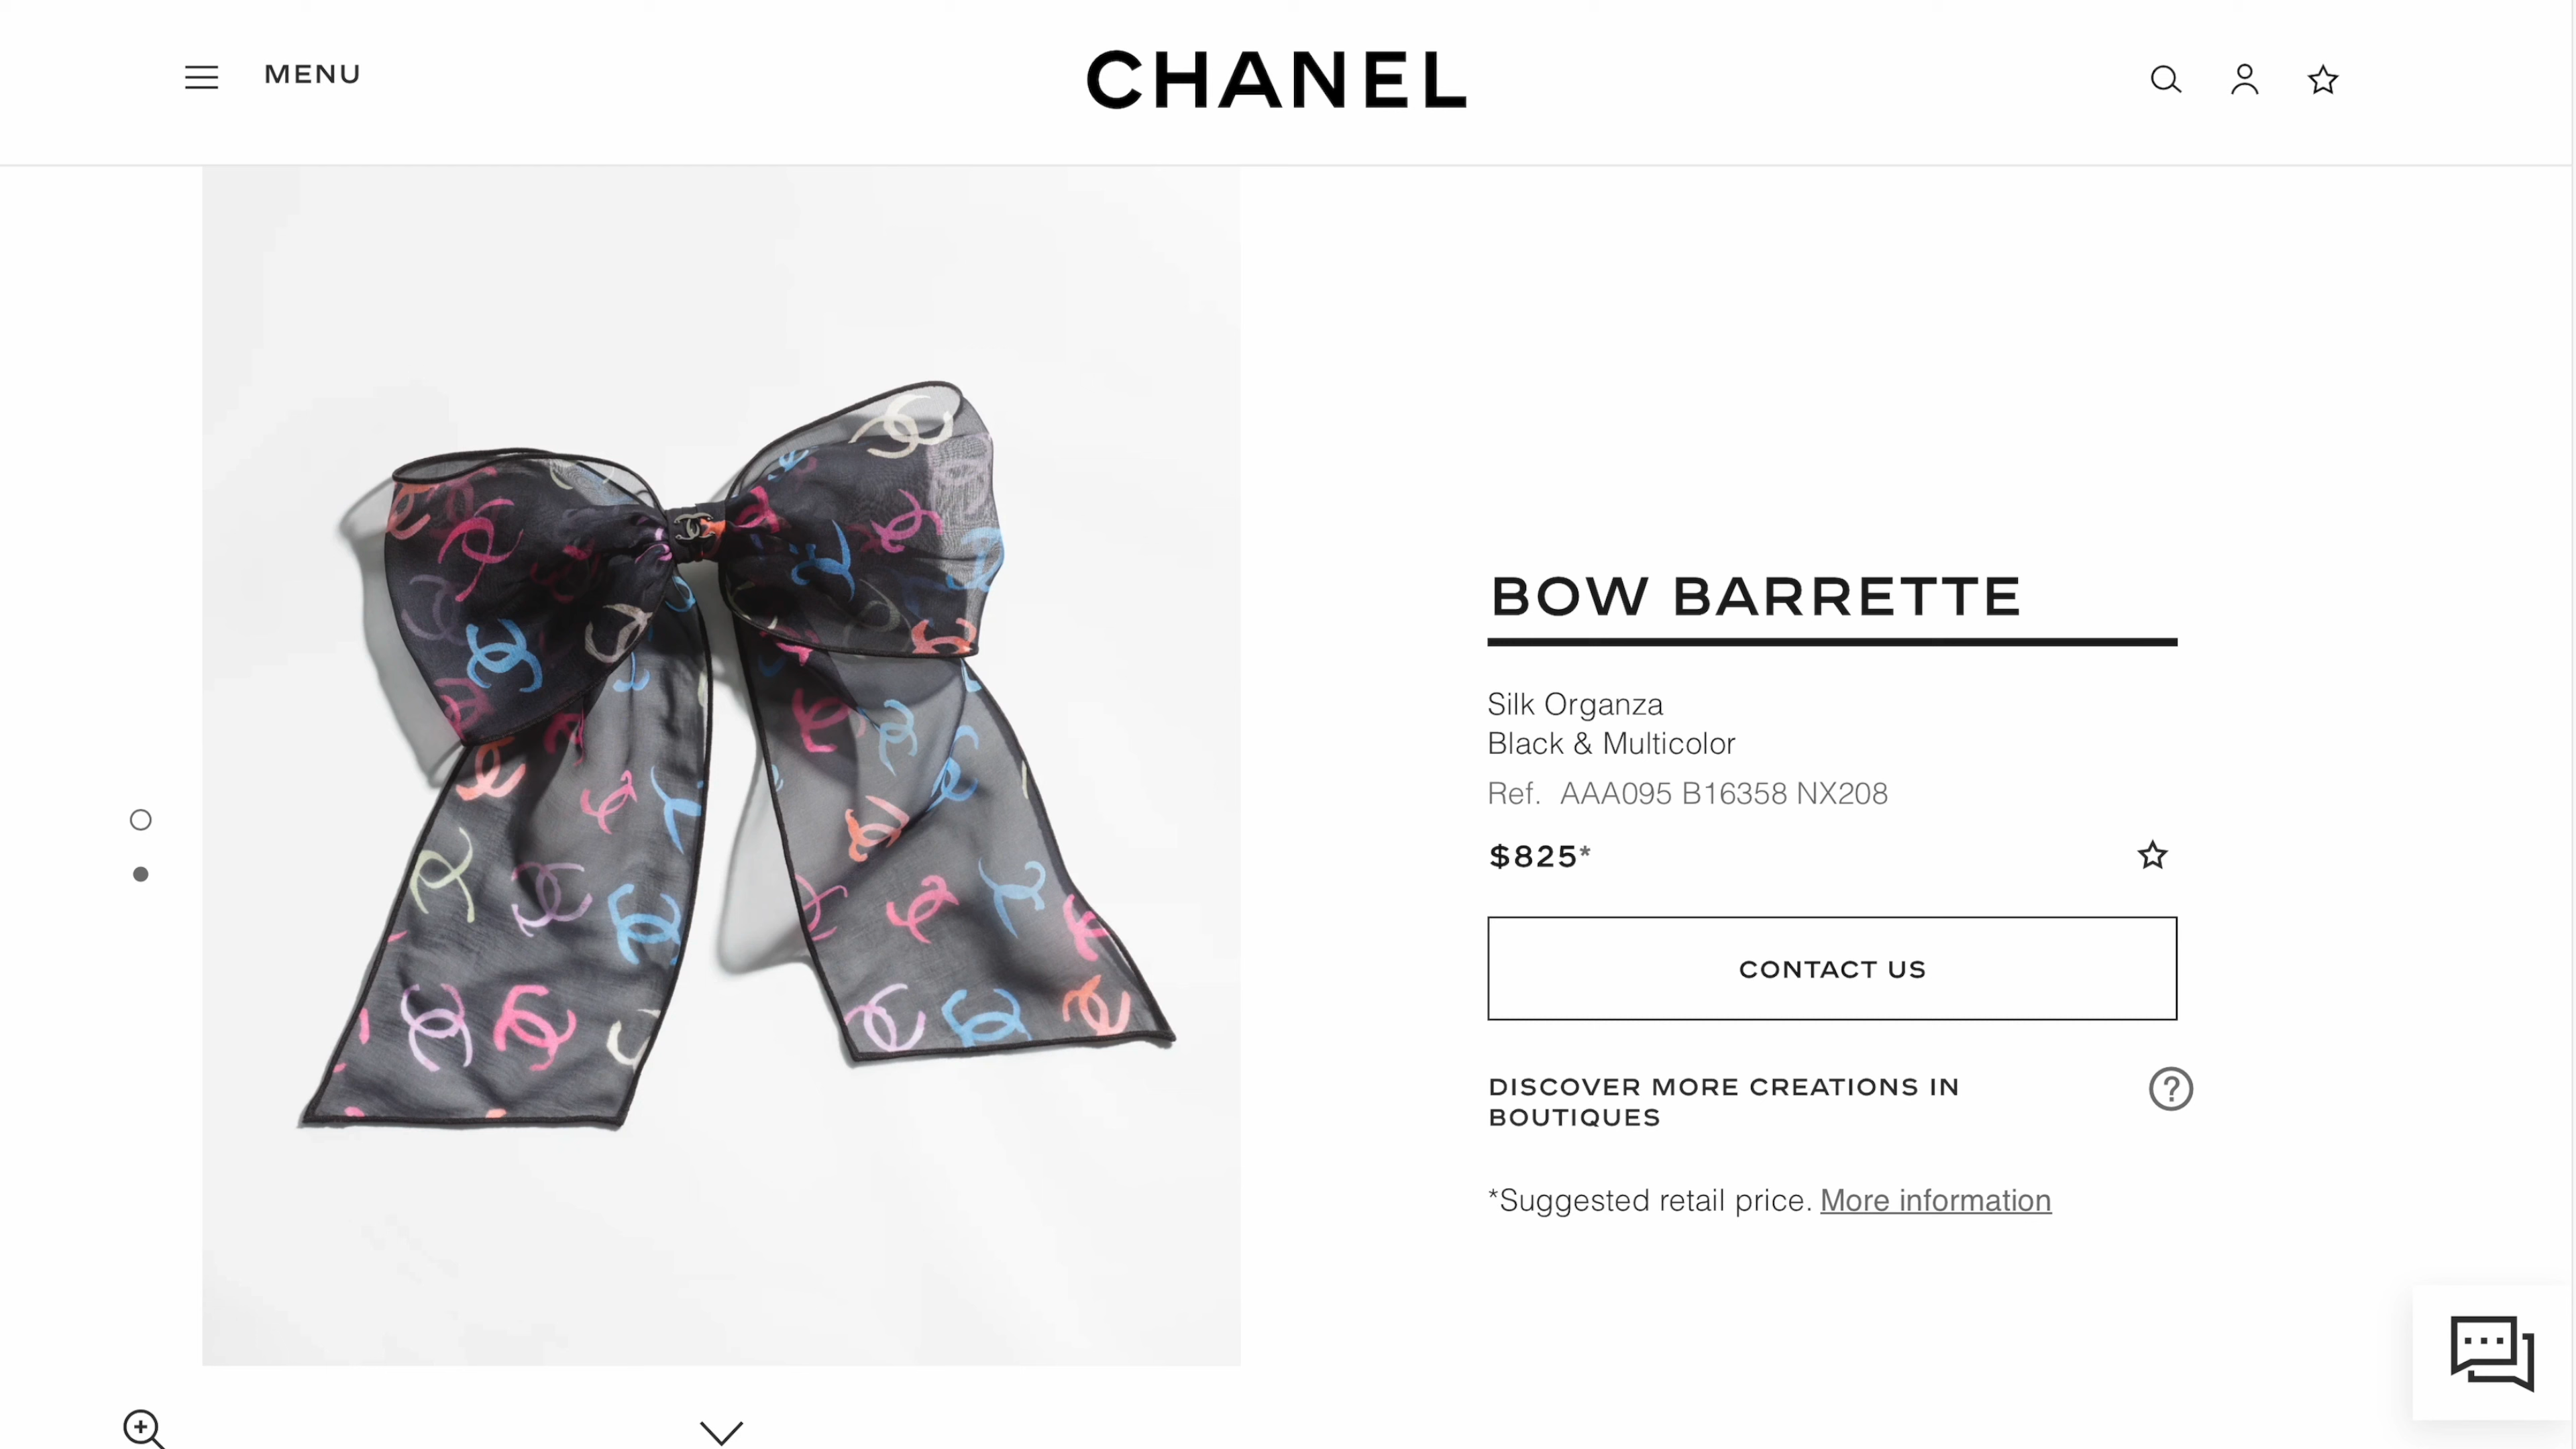 MENU
CHANEL
BOW BARRETTE
Silk Organza
Black & Multicolor
Ref. AAA095 B16358 NX208
$825*
CONTACT US
DISCOVER MORE CREATIONS IN
BOUTIQUES
?
*Suggested retail price. More information